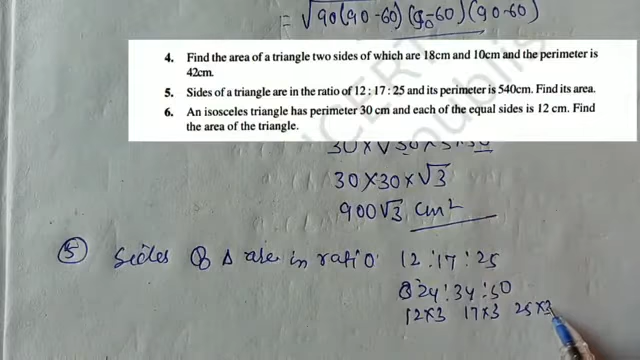 = √90(90-60)(90-60)(90-60)
4. Find the area of a triangle two sides of which are 18cm and 10cm and the perimeter is
42cm.
5. Sides of a triangle are in the ratio of 12 : 17 : 25 and its perimeter is 540cm. Find its area.
6. An isosceles triangle has perimeter 30 cm and each of the equal sides is 12 cm. Find
the area of the triangle.
30×30×√3
900√3 cm²
5 Sides of Δ are in ratio 12:17:25
24:34:50
12×3 17×3 25×3